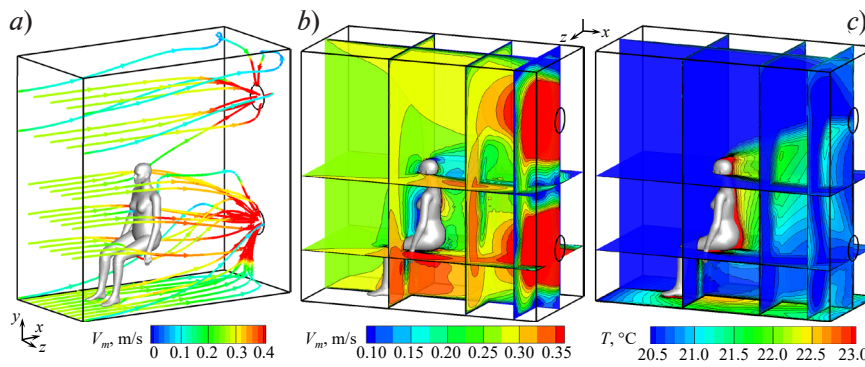 a)
b)
z x
c)
y
x
z
V_m, m/s
0 0.1 0.2 0.3 0.4
V_m, m/s
0.10 0.15 0.20 0.25 0.30 0.35
T, °C
20.5 21.0 21.5 22.0 22.5 23.0